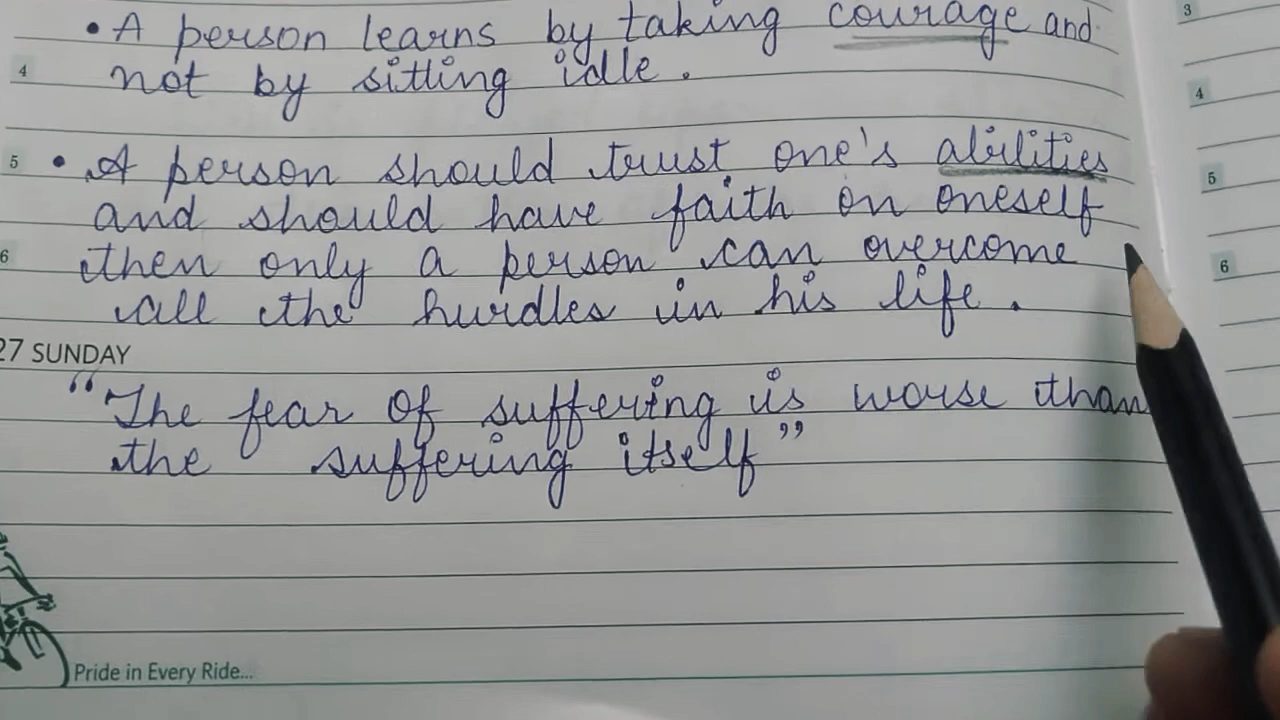 • A person learns by taking courage and
not by sitting idle.
• A person should trust one's abilities
and should have faith on oneself
then only a person can overcome
all the hurdles in his life.
27 SUNDAY
"The fear of suffering is worse than
the suffering itself"
Pride in Every Ride...
4
5
6
3
4
5
6